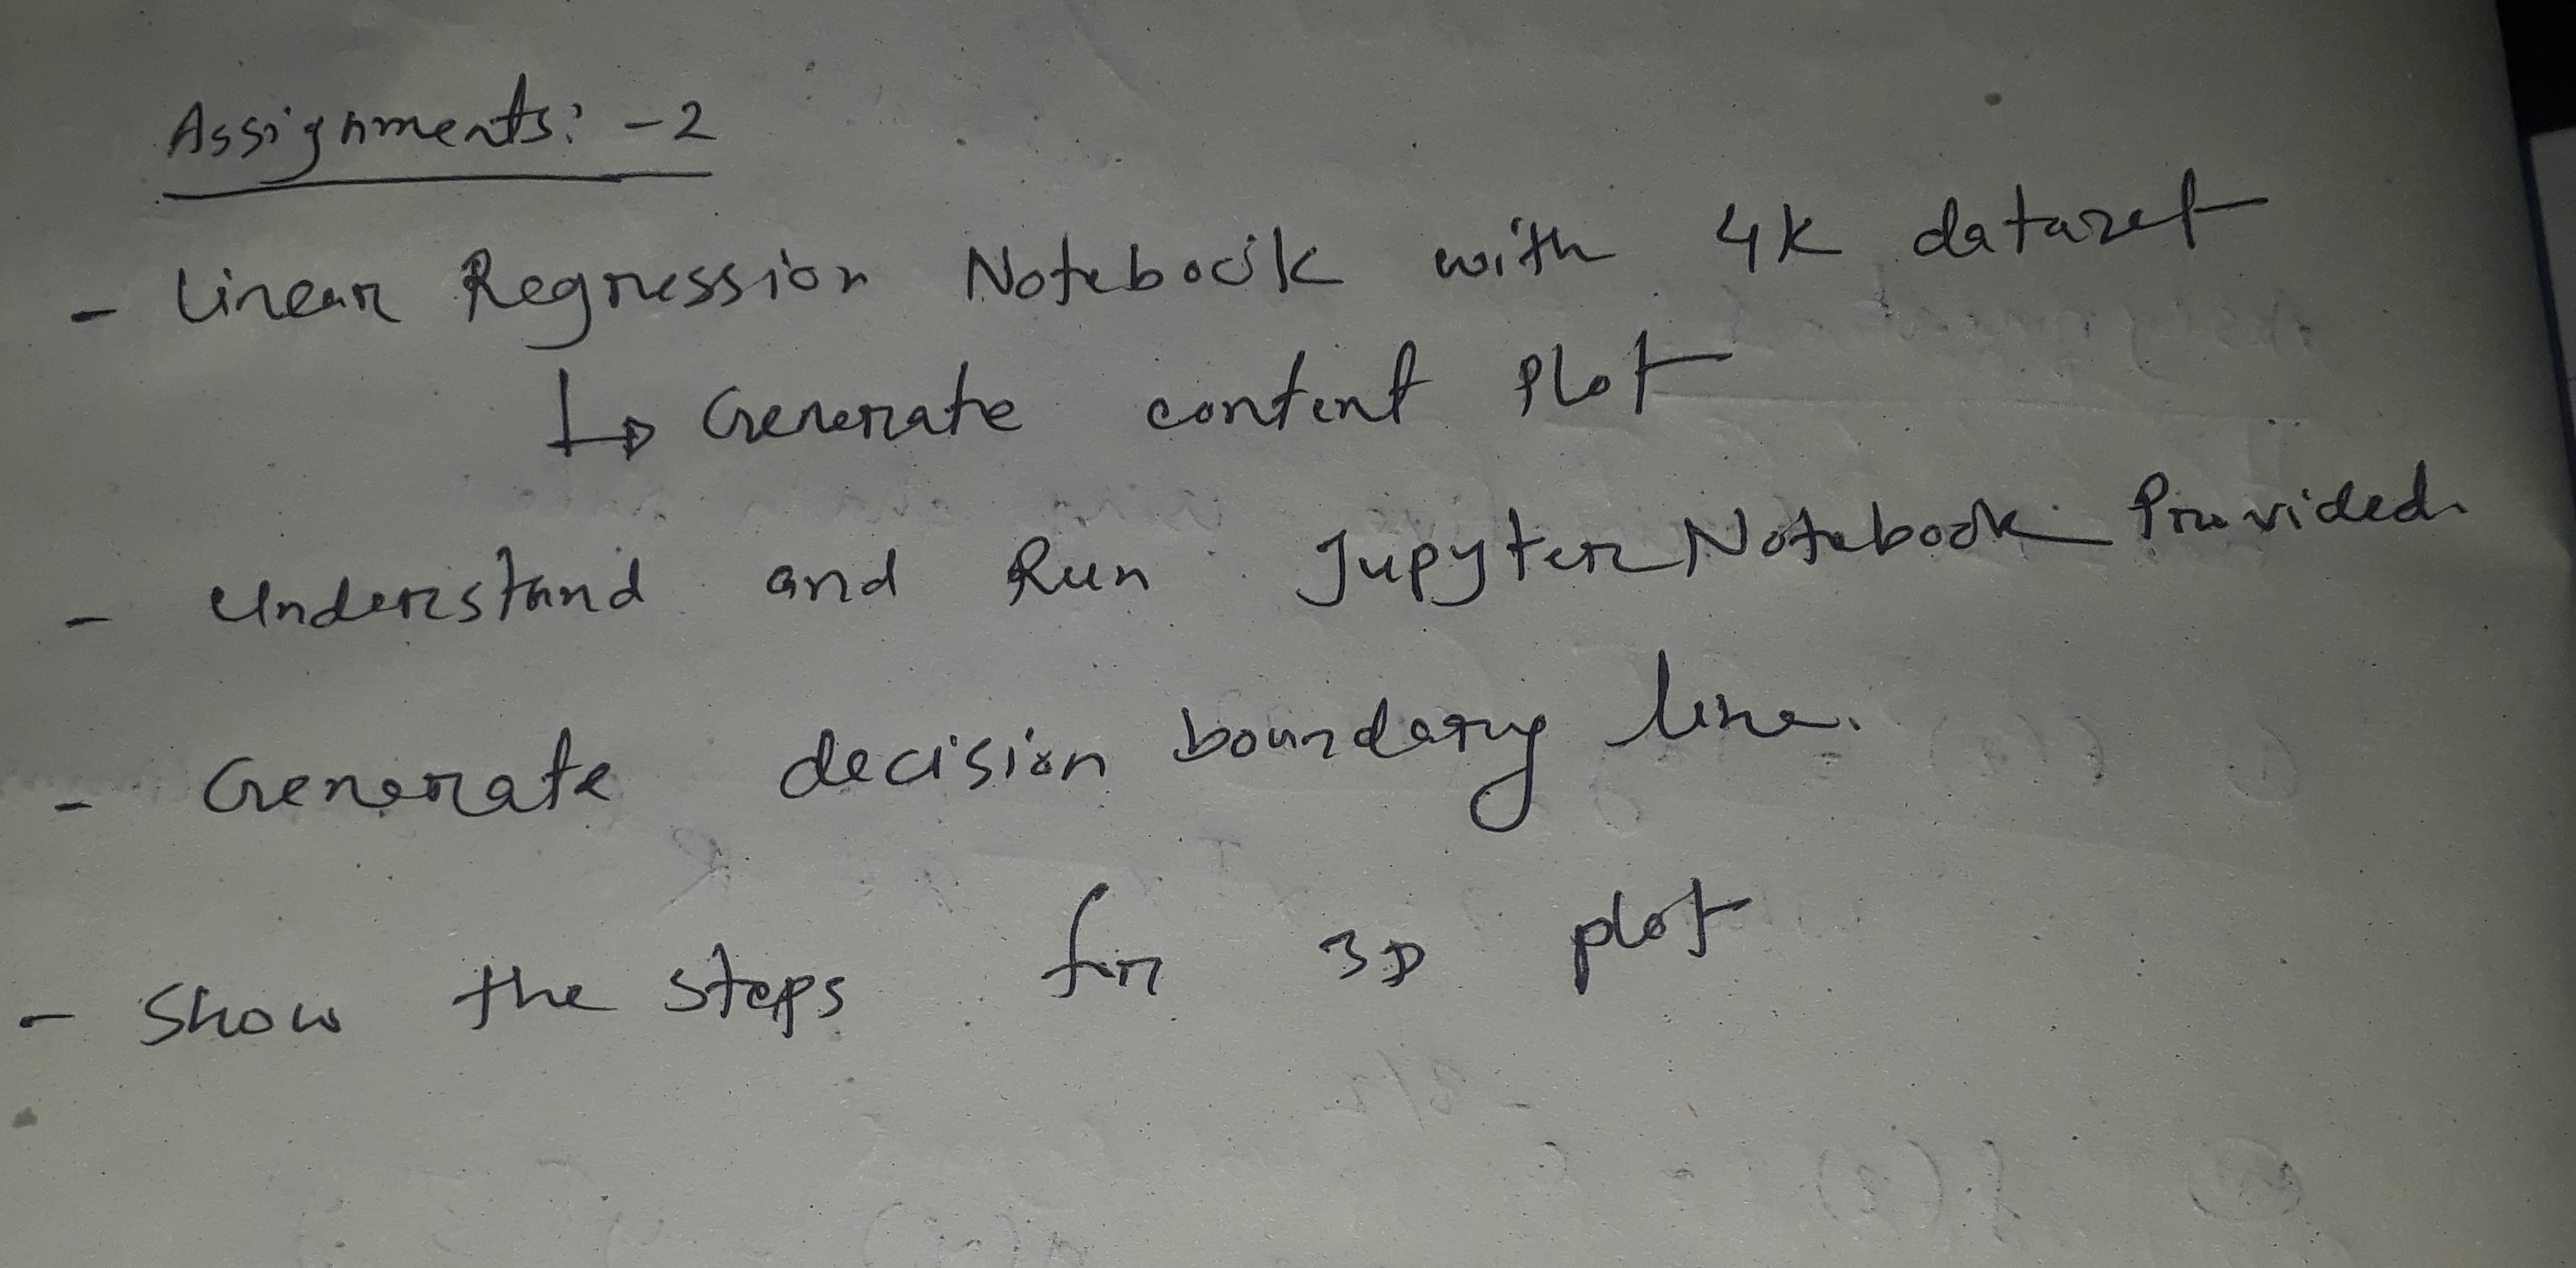 Assignments: - 2
- Linear Regression Notebook with 4K dataset
↳ Generate content Plot
- Understand and Run Jupyter Notebook Provided.
- Generate decision boundary line.
- Show the steps for 3D plot